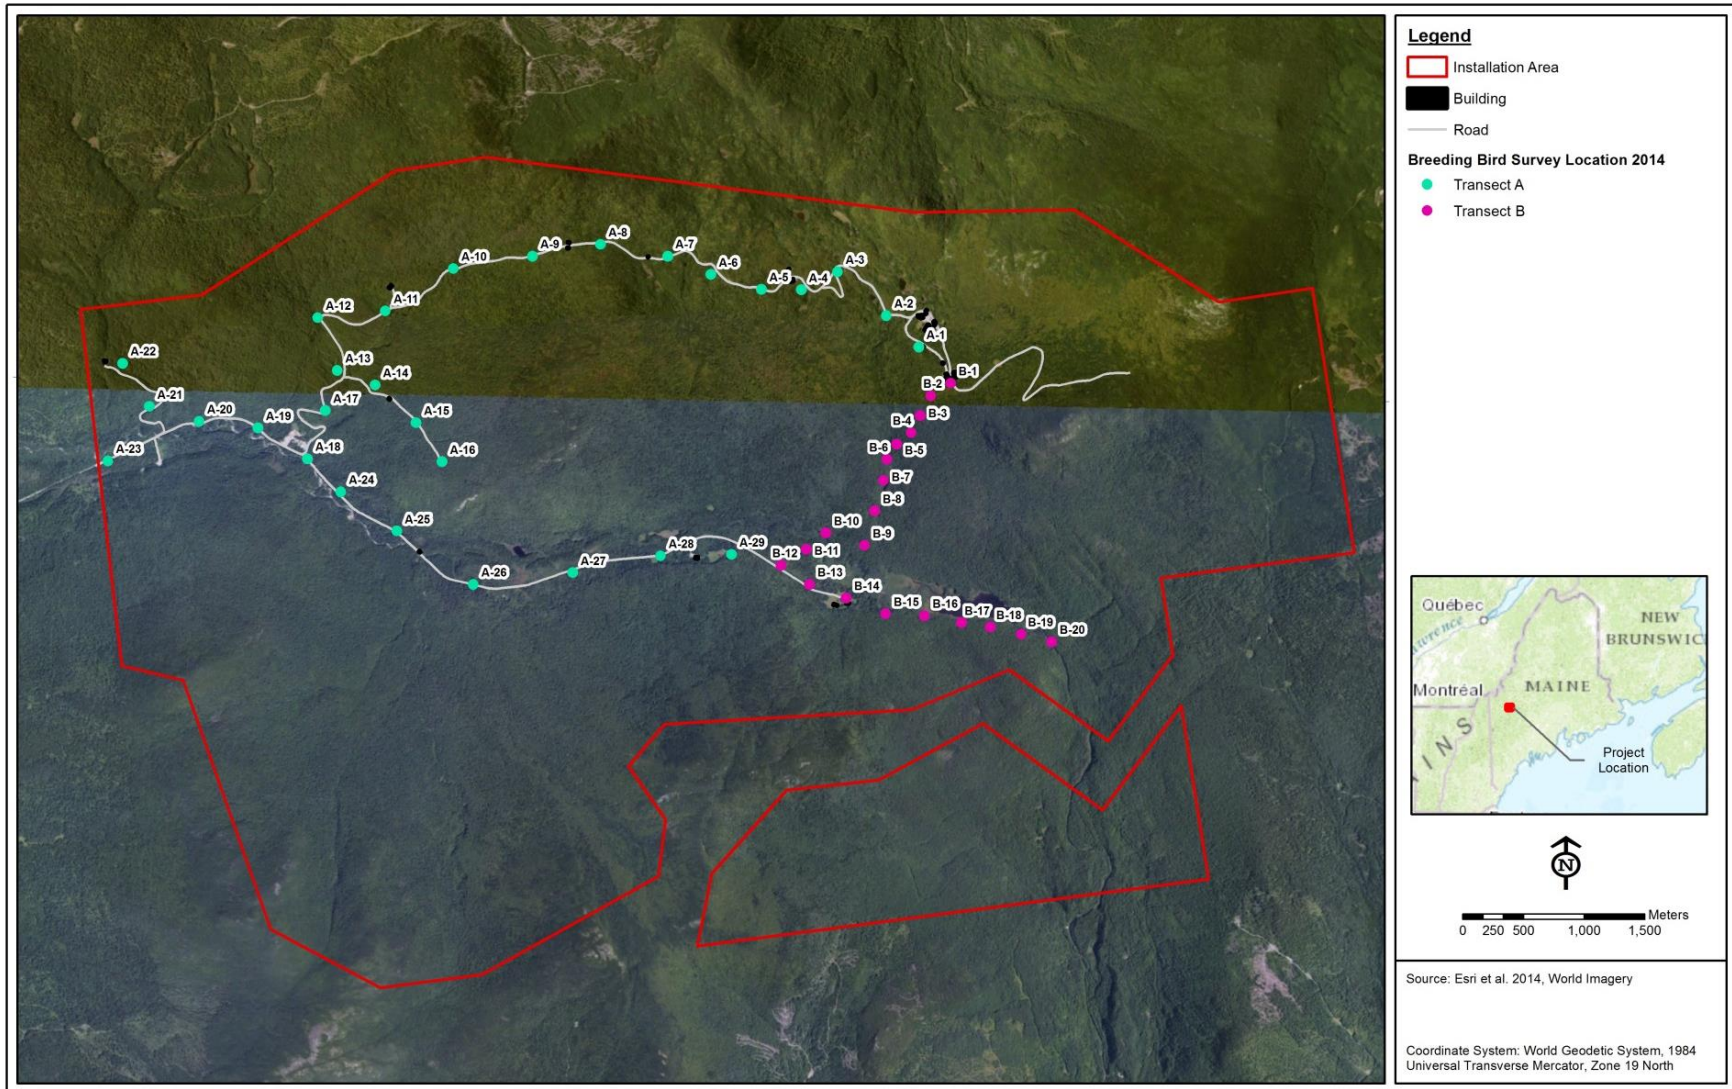 A-8
A-9
A-7
A-10
A-6
A-3
A-5
A-4
A-11
A-12
A-2
A-1
A-22
A-13
A-14
B-1
B-2
A-21
A-17
A-20
A-15
B-3
A-19
B-4
A-23
A-18
A-16
B-6
B-5
A-24
B-7
B-8
A-25
B-10
B-9
A-28
A-29
B-11
A-27
B-12
A-26
B-13
B-14
B-15
B-16
B-17
B-18
B-19
B-20
Legend
Installation Area
Building
Road
Breeding Bird Survey Location 2014
Transect A
Transect B
Québec
NEW
BRUNSWIC
Montréal
MAINE
Project
Location
N
Meters
0 250 500 1,000 1,500
Source: Esri et al. 2014, World Imagery
Coordinate System: World Geodetic System, 1984
Universal Transverse Mercator, Zone 19 North